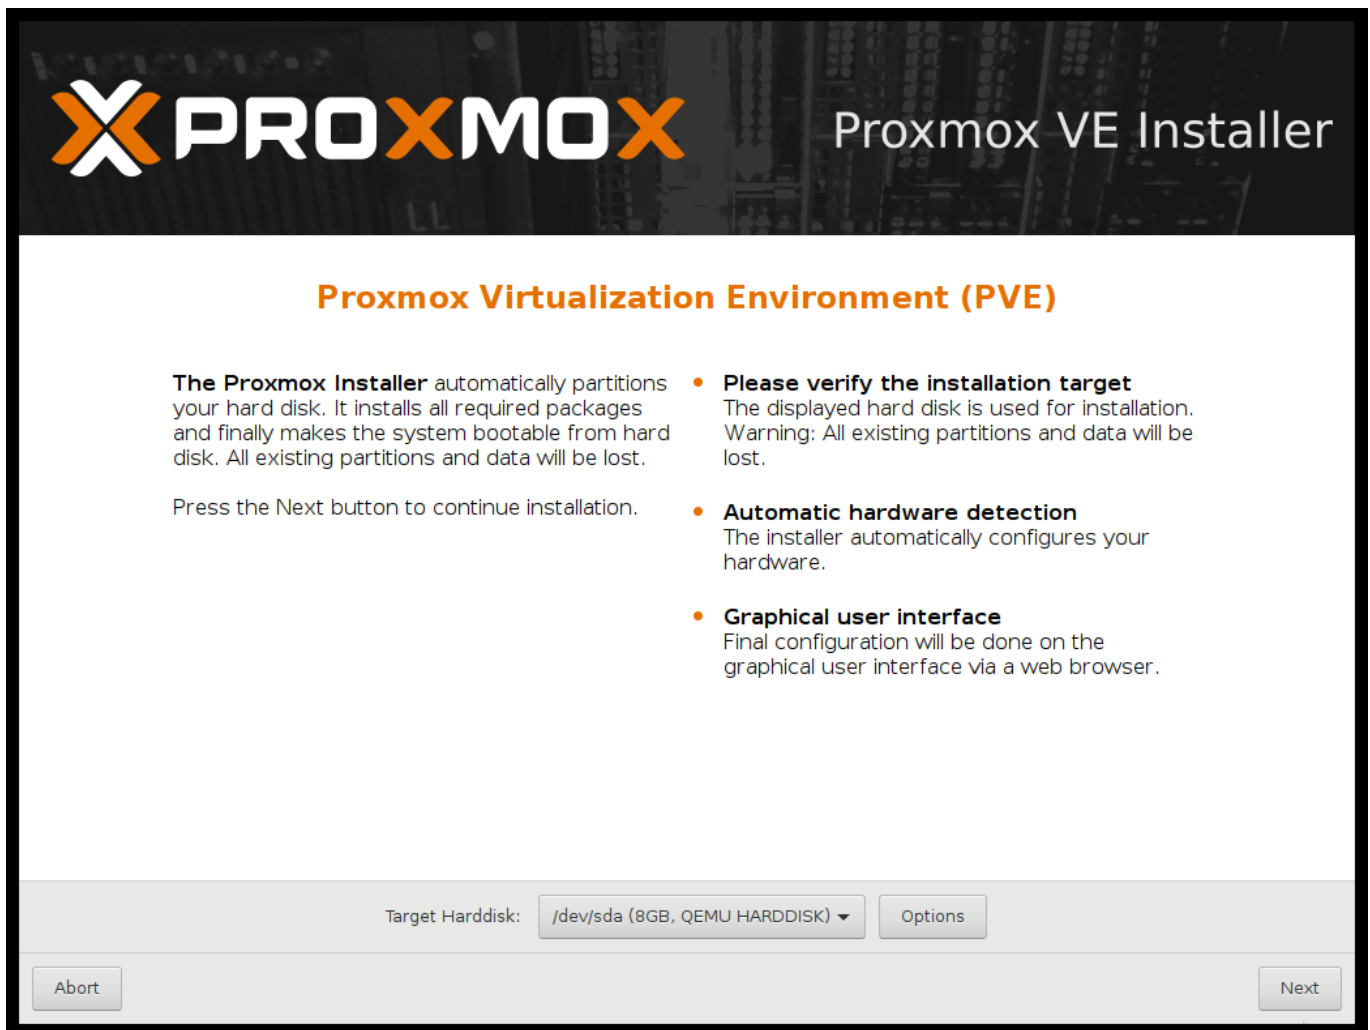 PROXMOX
Proxmox VE Installer
Proxmox Virtualization Environment (PVE)
The Proxmox Installer automatically partitions
your hard disk. It installs all required packages
and finally makes the system bootable from hard
disk. All existing partitions and data will be lost.
Press the Next button to continue installation.
• Please verify the installation target
The displayed hard disk is used for installation.
Warning: All existing partitions and data will be
lost.
• Automatic hardware detection
The installer automatically configures your
hardware.
• Graphical user interface
Final configuration will be done on the
graphical user interface via a web browser.
Target Harddisk: /dev/sda (8GB, QEMU HARDDISK) Options
Abort Next